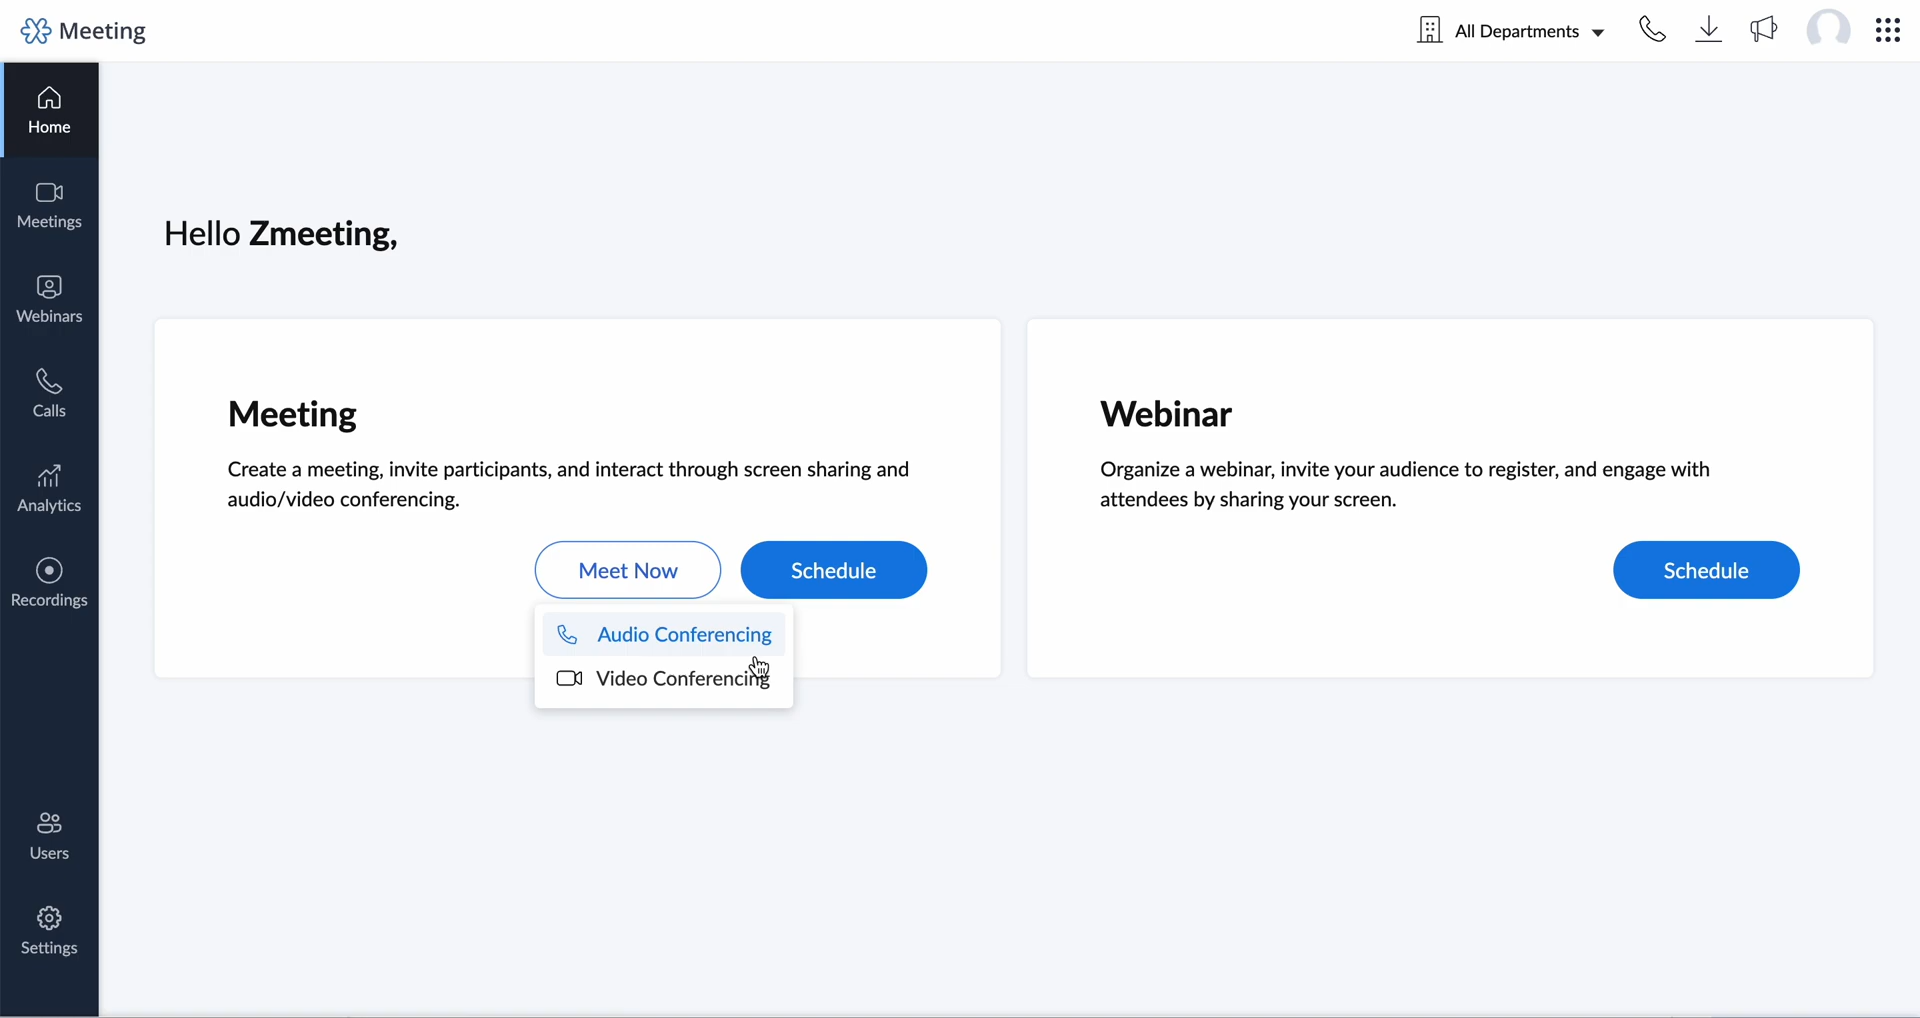 Meeting
All Departments
Home
Meetings
Webinars
Calls
Analytics
Recordings
Users
Settings
Hello Zmeeting,
Meeting
Create a meeting, invite participants, and interact through screen sharing and
audio/video conferencing.
Meet Now
Schedule
Audio Conferencing
Video Conferencing
Webinar
Organize a webinar, invite your audience to register, and engage with
attendees by sharing your screen.
Schedule